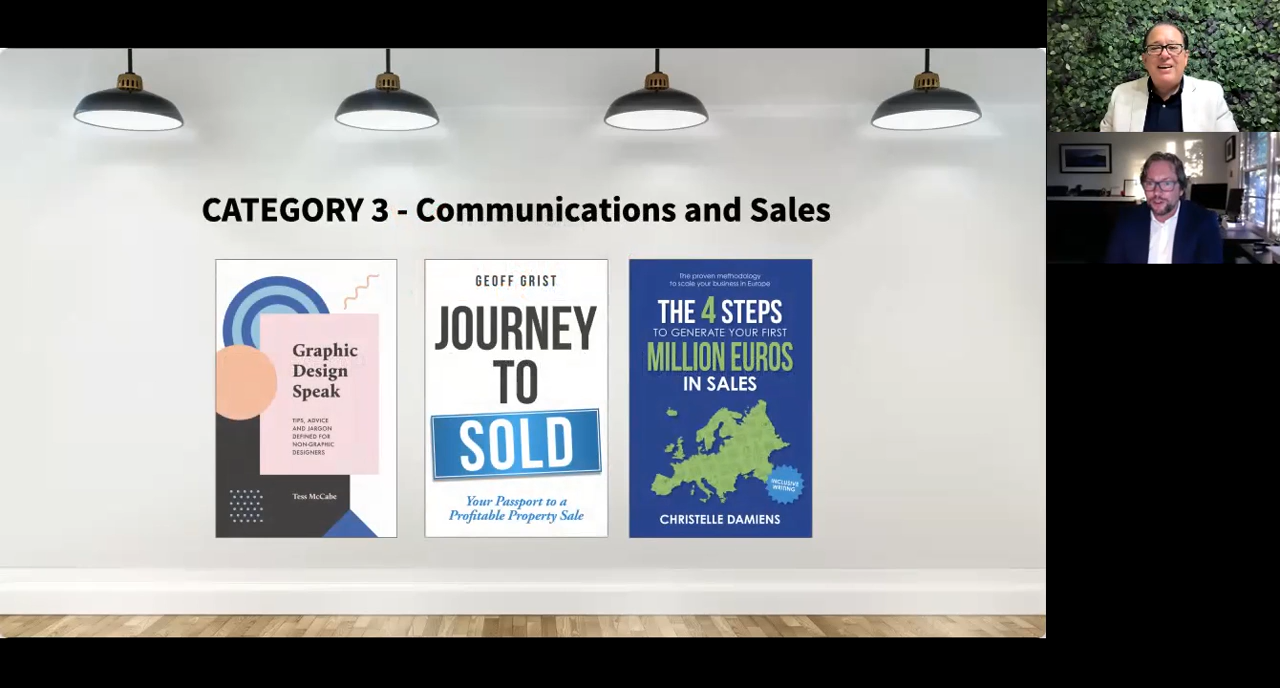 CATEGORY 3 - Communications and Sales
Graphic
Design
Speak
TIPS, ADVICE
AND JARGON
DEFINED FOR
NON-GRAPHIC
DESIGNERS
Tess McCabe
GEOFF GRIST
JOURNEY
TO
SOLD
Your Passport to a
Profitable Property Sale
The proven methodology
to scale your business in Europe
THE 4 STEPS
TO GENERATE YOUR FIRST
MILLION EUROS
IN SALES
INCLUSIVE
WRITING
CHRISTELLE DAMIENS